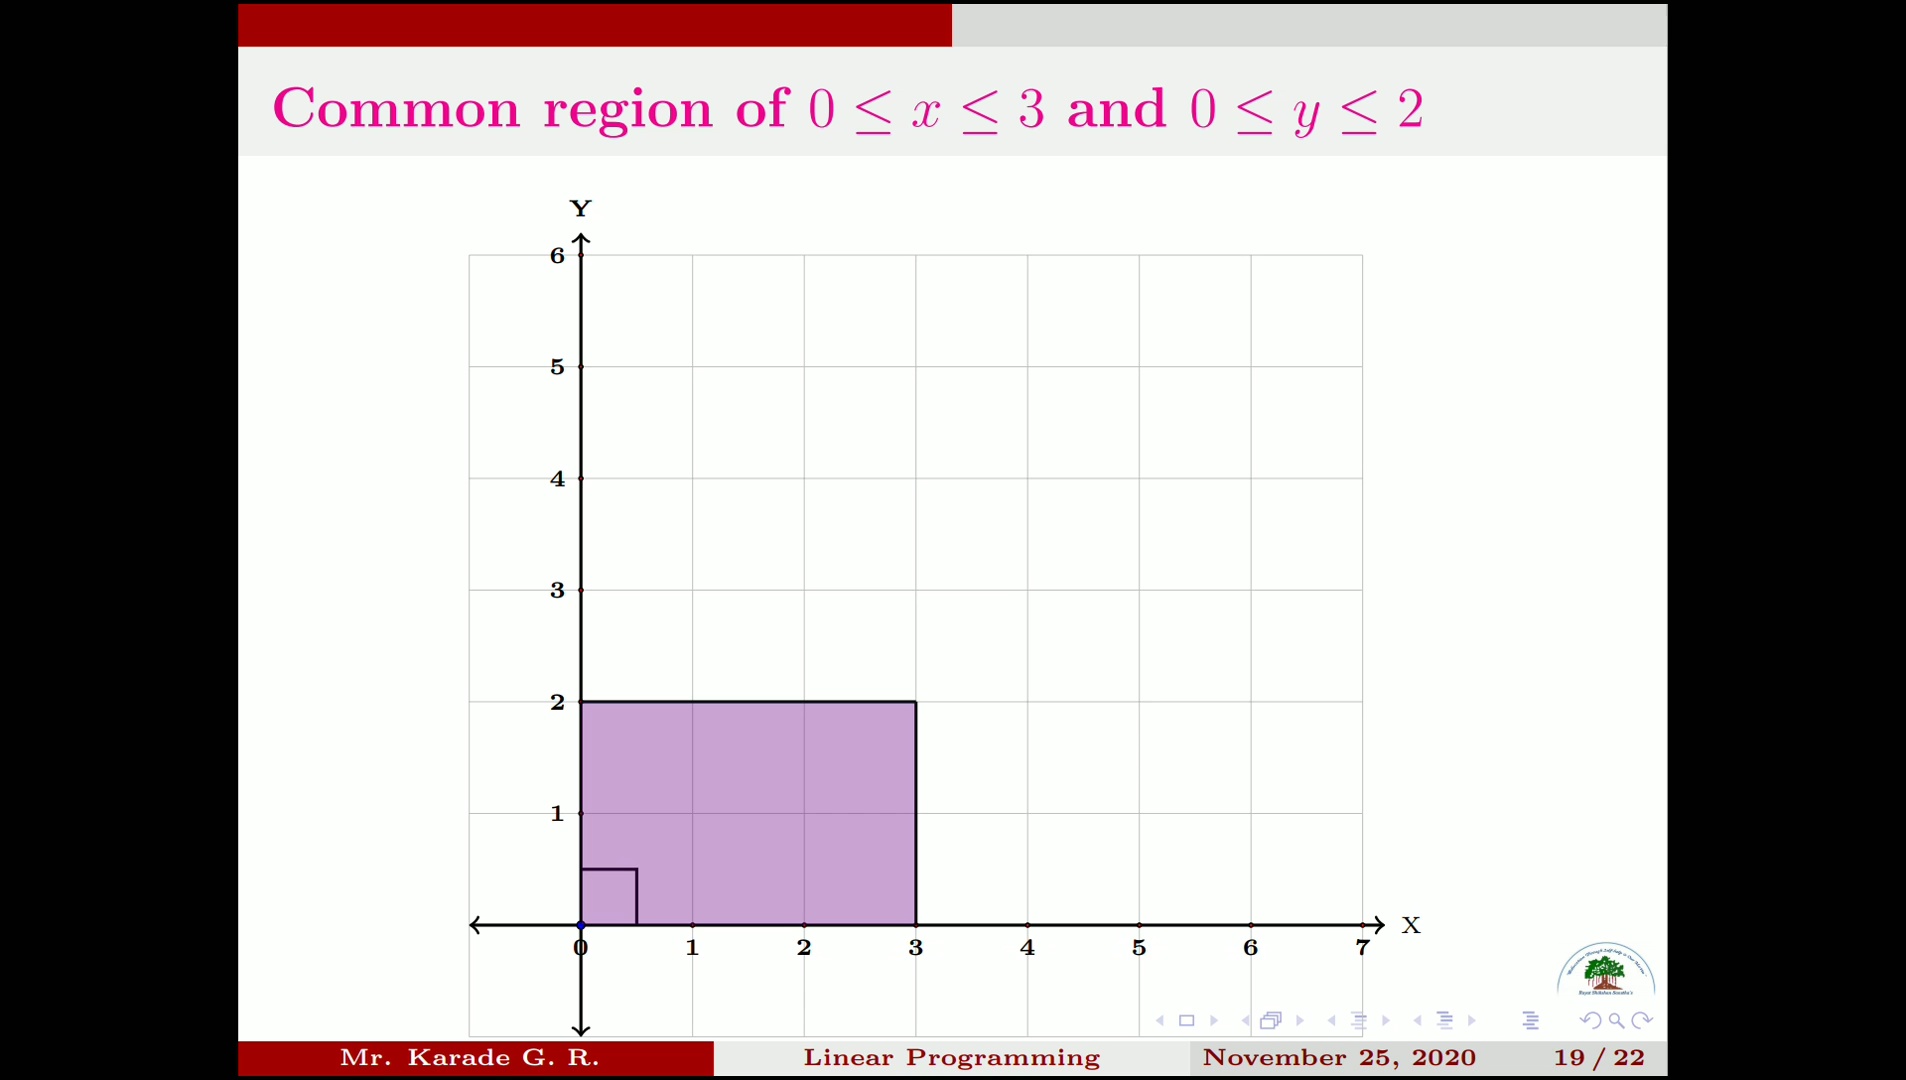 Common region of 0 ≤ x ≤ 3 and 0 ≤ y ≤ 2
Y
6
5
4
3
2
1
X
0 1 2 3 4 5 6 7
Mr. Karade G. R. Linear Programming November 25, 2020 19 / 22